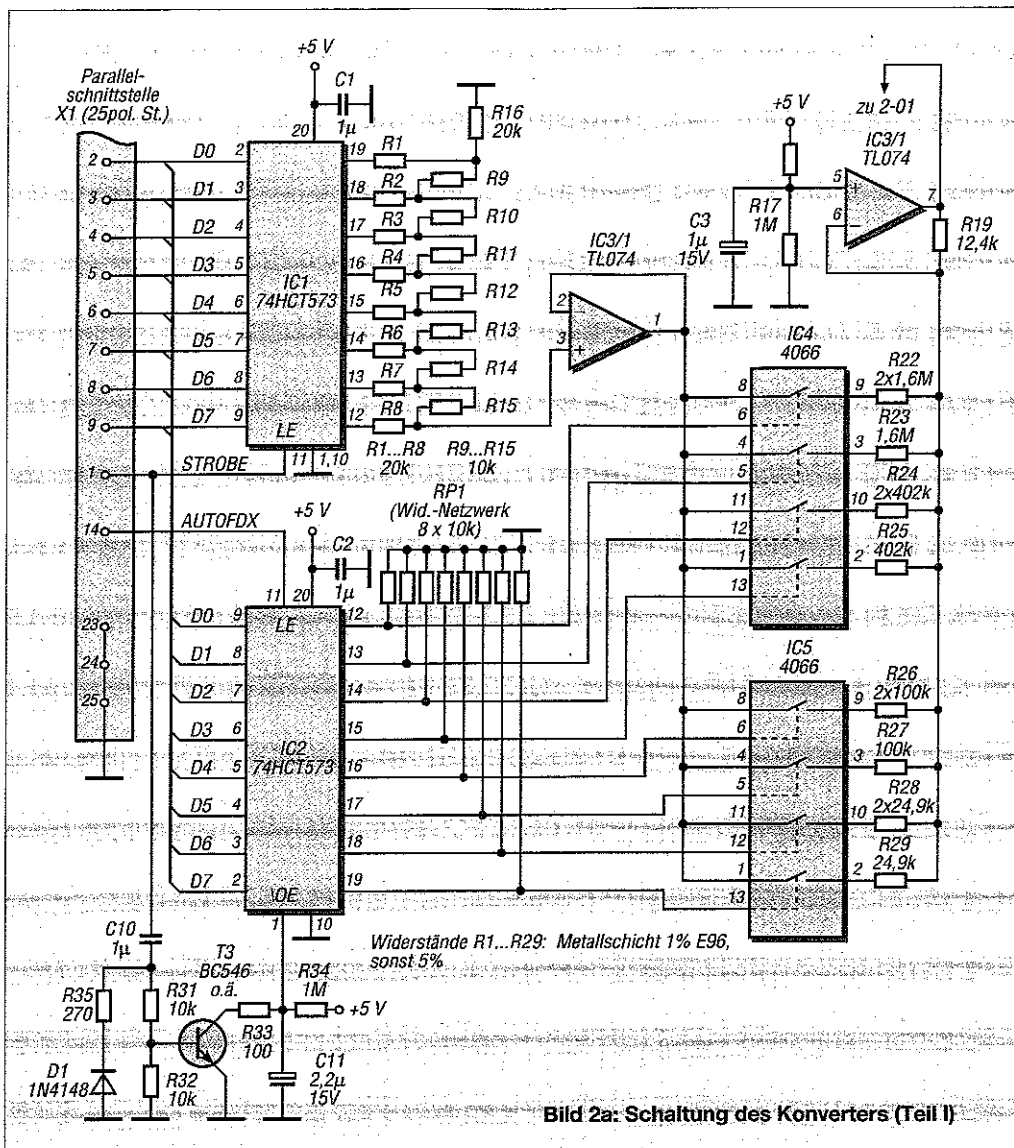 +5 V
Parallel-
schnittstelle
X1 (25pol. St.)
C1
1µ
20
R16
20k
2 D0 2 19 R1
3 D1 3 18 R2 R9
4 D2 4 17 R3 R10
5 D3 5 16 R4 R11
6 D4 6 15 R5 R12
7 D5 7 14 R6 R13
8 D6 8 13 R7 R14
9 D7 9 12 R8 R15
IC1
74HCT573
LE
1 STROBE 11 1,10
R1...R8
20k
R9...R15
10k
zu 2-01
+5 V
IC3/1
TL074
5
+
6
–
7
R17
1M
C3
1µ
15V
R19
12,4k
IC3/1
TL074
2
–
3
+
1
IC4
4066
8 9 R22
2x1,6M
6
4 3 R23
1,6M
5
11 10 R24
2x402k
12
1 2 R25
402k
13
14 AUTOFDX
+5 V
C2
1µ
RP1
(Wid.-Netzwerk
8 x 10k)
11 20
23
24
25
D0 9 LE 12
D1 8 13
D2 7 14
D3 6 15
D4 5 16
D5 4 17
D6 3 18
D7 2 19
IC2
74HCT573
\OE
1 10
IC5
4066
8 9 R26
2x100k
6
4 3 R27
100k
5
11 10 R28
2x24,9k
12
1 2 R29
24,9k
13
Widerstände R1...R29: Metallschicht 1% E96,
sonst 5%
C10
1µ
R35
270
R31
10k
T3
BC546
o.ä.
R34
1M
+5 V
R33
100
D1
1N4148
R32
10k
C11
2,2µ
15V
Bild 2a: Schaltung des Konverters (Teil I)